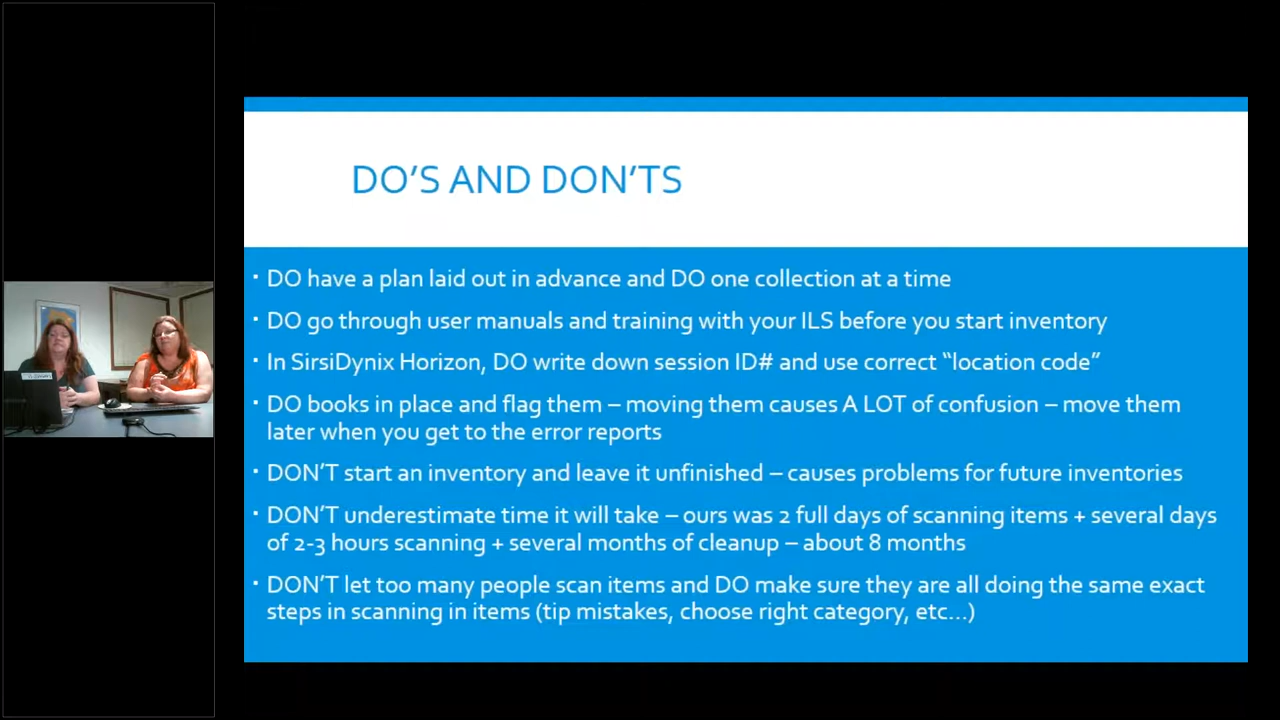 DO'S AND DON'TS
▪ DO have a plan laid out in advance and DO one collection at a time
▪ DO go through user manuals and training with your ILS before you start inventory
▪ In SirsiDynix Horizon, DO write down session ID# and use correct “location code”
▪ DO books in place and flag them – moving them causes A LOT of confusion – move them
later when you get to the error reports
▪ DON'T start an inventory and leave it unfinished – causes problems for future inventories
▪ DON'T underestimate time it will take – ours was 2 full days of scanning items + several days
of 2-3 hours scanning + several months of cleanup – about 8 months
▪ DON'T let too many people scan items and DO make sure they are all doing the same exact
steps in scanning in items (tip mistakes, choose right category, etc...)